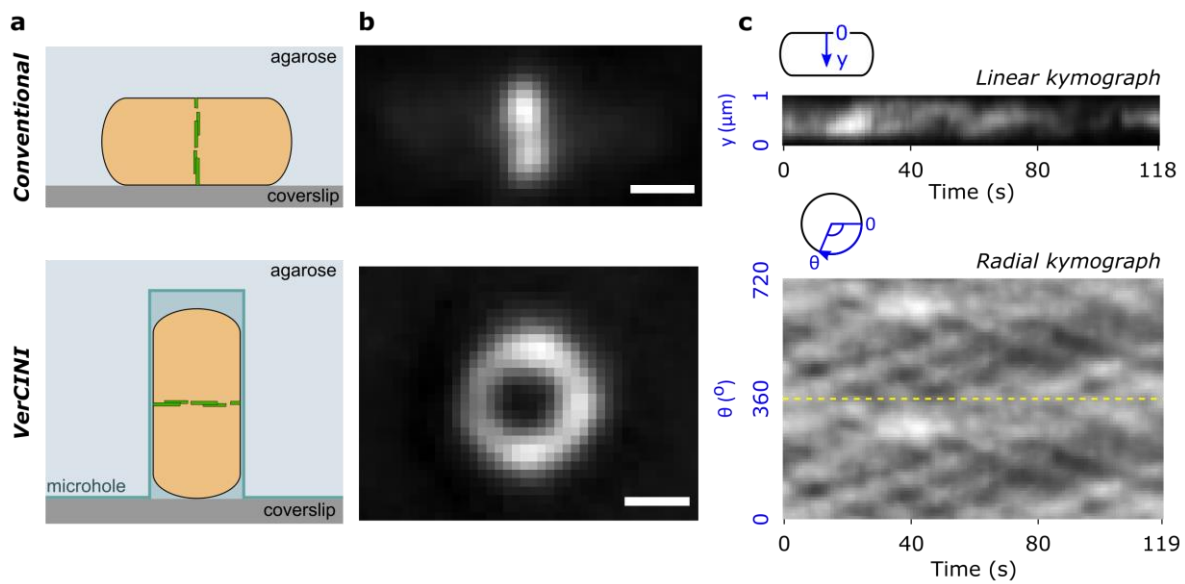 a
b
c
Conventional
agarose
coverslip
0
y
Linear kymograph
y (µm)
1
0
0
40
80
118
Time (s)
VerCINI
agarose
microhole
coverslip
0
θ
Radial kymograph
θ (°)
720
360
0
0
40
80
119
Time (s)